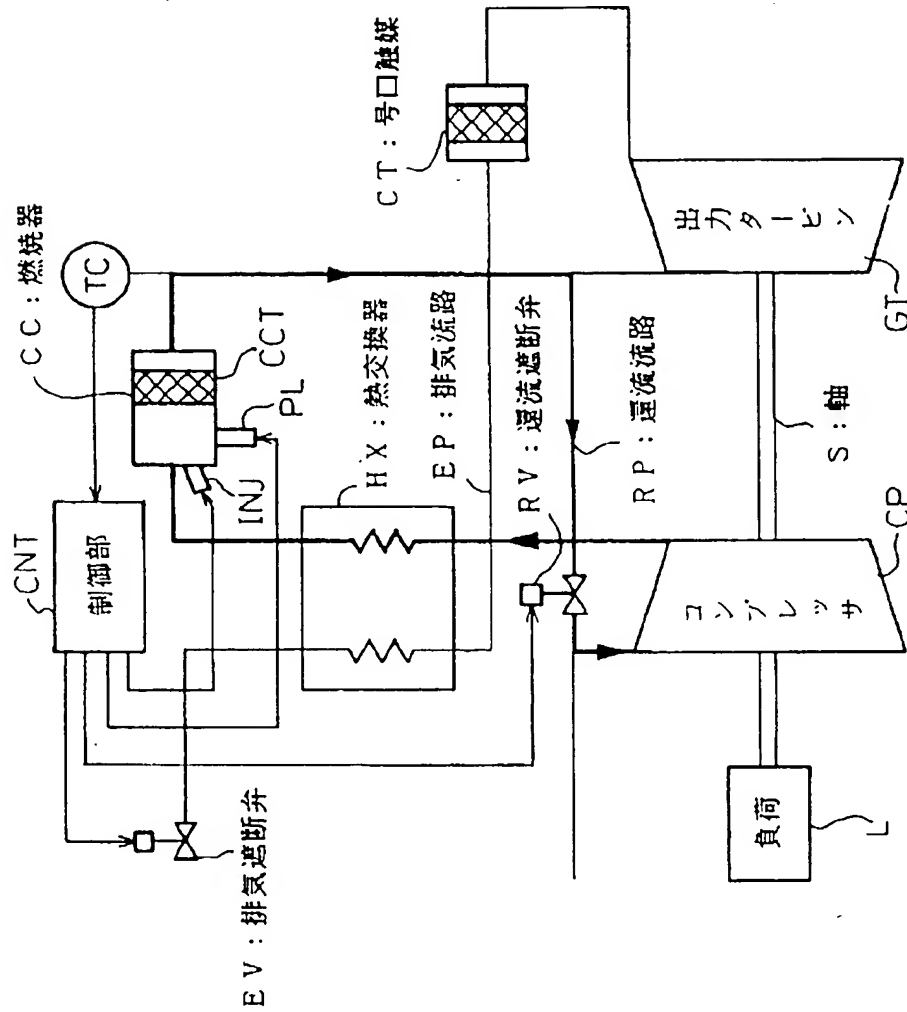 CC：燃焼器
TC
CNT
制御部
CT：号口触媒
CCT
PL
INJ
HX：熱交換器
EP：排気流路
RV：還流遮断弁
RP：還流流路
EV：排気遮断弁
出力タービン
GT
S：軸
コンプレッサ
CP
負荷
L